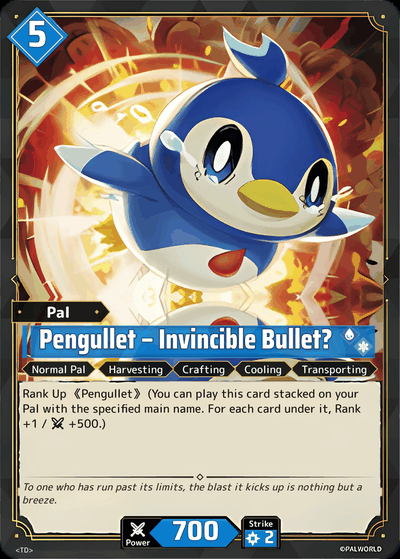 5
Pal
Pengullet – Invincible Bullet?
Normal Pal Harvesting Crafting Cooling Transporting
Rank Up 《Pengullet》 (You can play this card stacked on your
Pal with the specified main name. For each card under it, Rank
+1 / +500.)
To one who has run past its limits, the blast it kicks up is nothing but a
breeze.
Power 700 Strike 2
<TD> ©PALWORLD